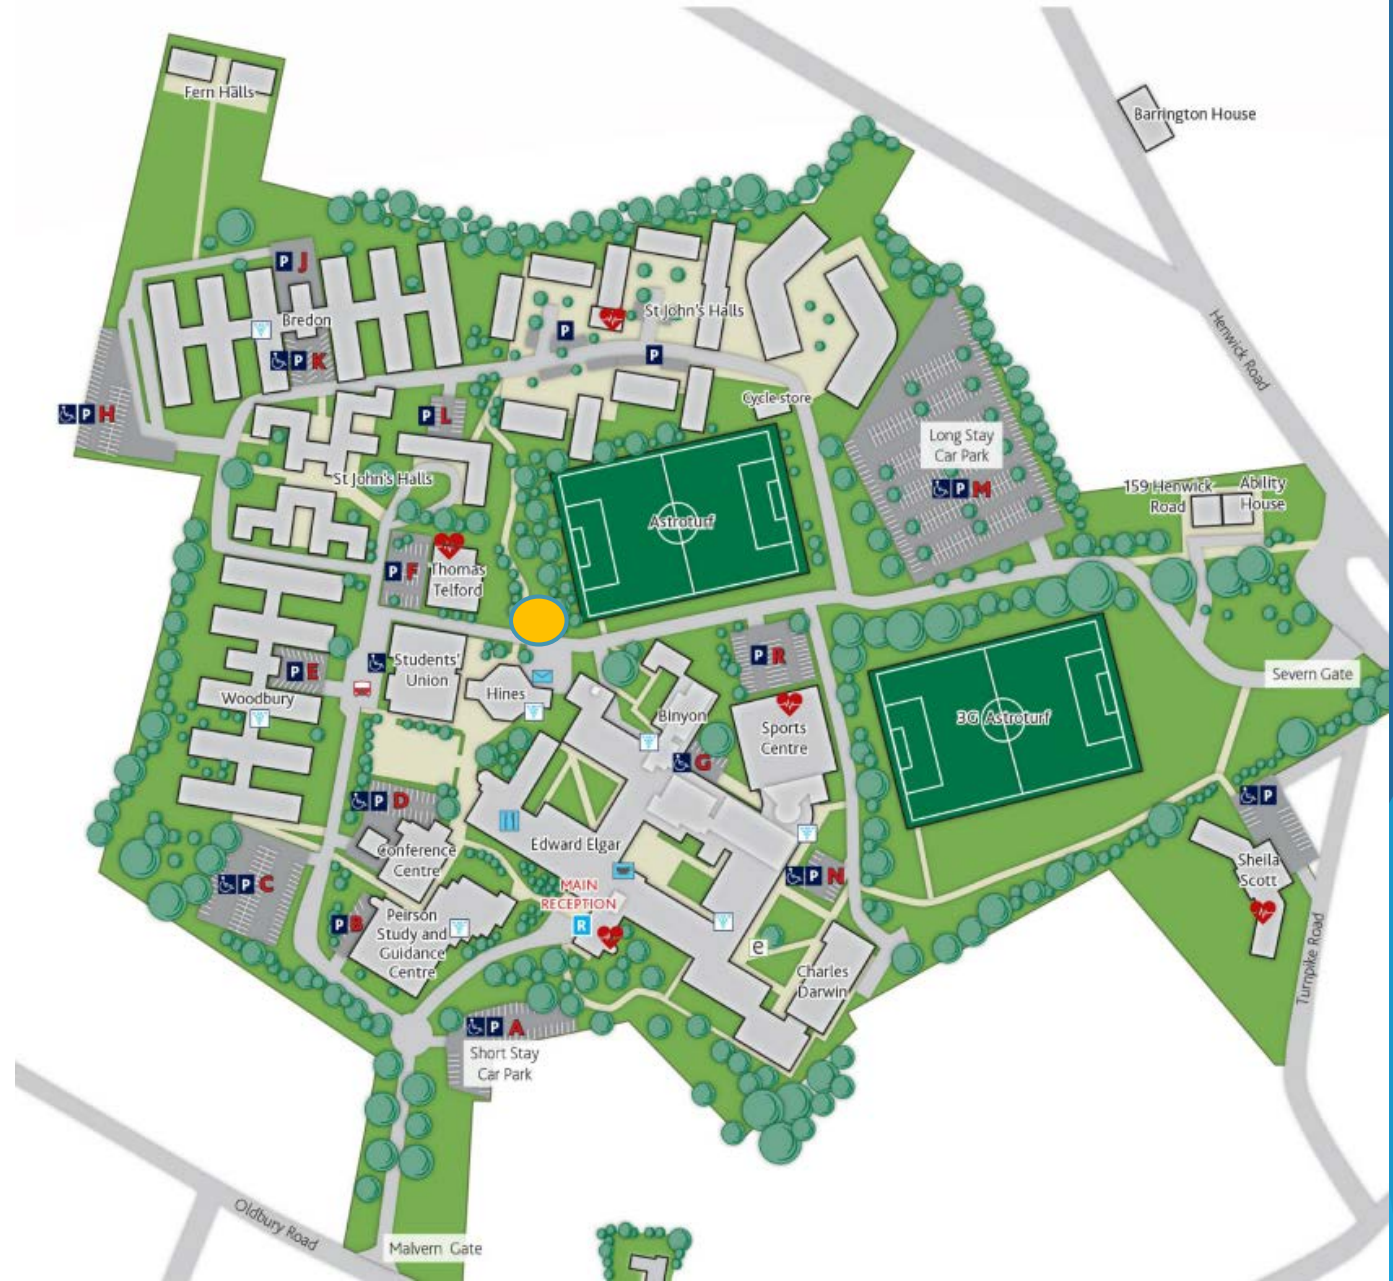 Fern Halls
Barrington House
P J
Bredon
P K
P H
P L
P
St John's Halls
P
Cycle store
Henwick Road
Long Stay
Car Park
P M
159 Henwick
Road
Ability
House
St John's Halls
Astroturf
P F
Thomas
Telford
Students'
Union
P E
Woodbury
Hines
Binyon
P R
Sports
Centre
G
3G Astroturf
Severn Gate
P D
Conference
Centre
P C
P B
Peirson
Study and
Guidance
Centre
Edward Elgar
MAIN
RECEPTION
R
P N
e
Charles
Darwin
P
Sheila
Scott
Turnpike Road
P A
Short Stay
Car Park
Oldbury Road
Malvern Gate